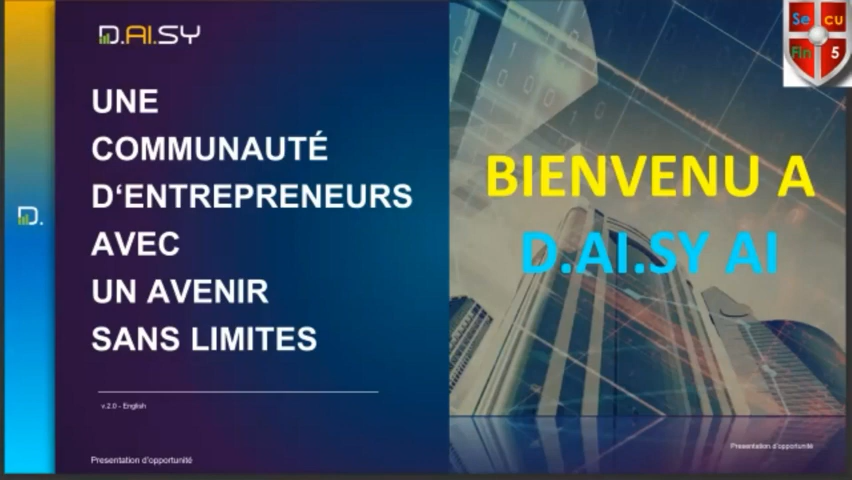 D.AI.SY
UNE
COMMUNAUTÉ
D‘ENTREPRENEURS
AVEC
UN AVENIR
SANS LIMITES
v.2.0 - English
Presentation d'opportunité
D.
BIENVENU A
D.AI.SY AI
Presentation d'opportunité
Se cu
Fin 5